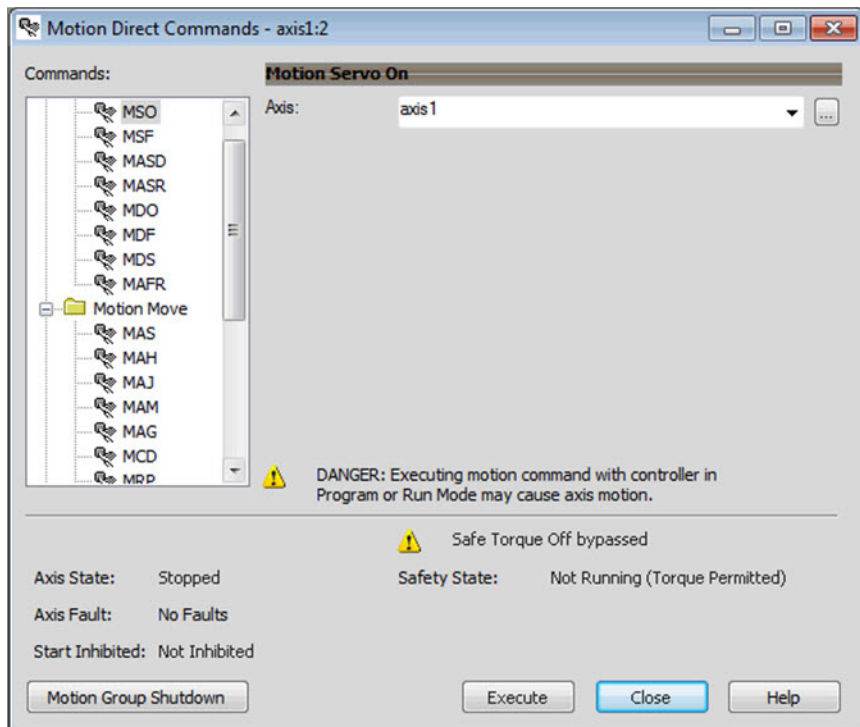 Motion Direct Commands - axis1:2
Commands:
Motion Servo On
MSO
MSF
MASD
MASR
MDO
MDF
MDS
MAFR
Motion Move
MAS
MAH
MAJ
MAM
MAG
MCD
MRP
Axis:
axis1
...
DANGER: Executing motion command with controller in
Program or Run Mode may cause axis motion.
Safe Torque Off bypassed
Axis State: Stopped
Safety State: Not Running (Torque Permitted)
Axis Fault: No Faults
Start Inhibited: Not Inhibited
Motion Group Shutdown
Execute
Close
Help